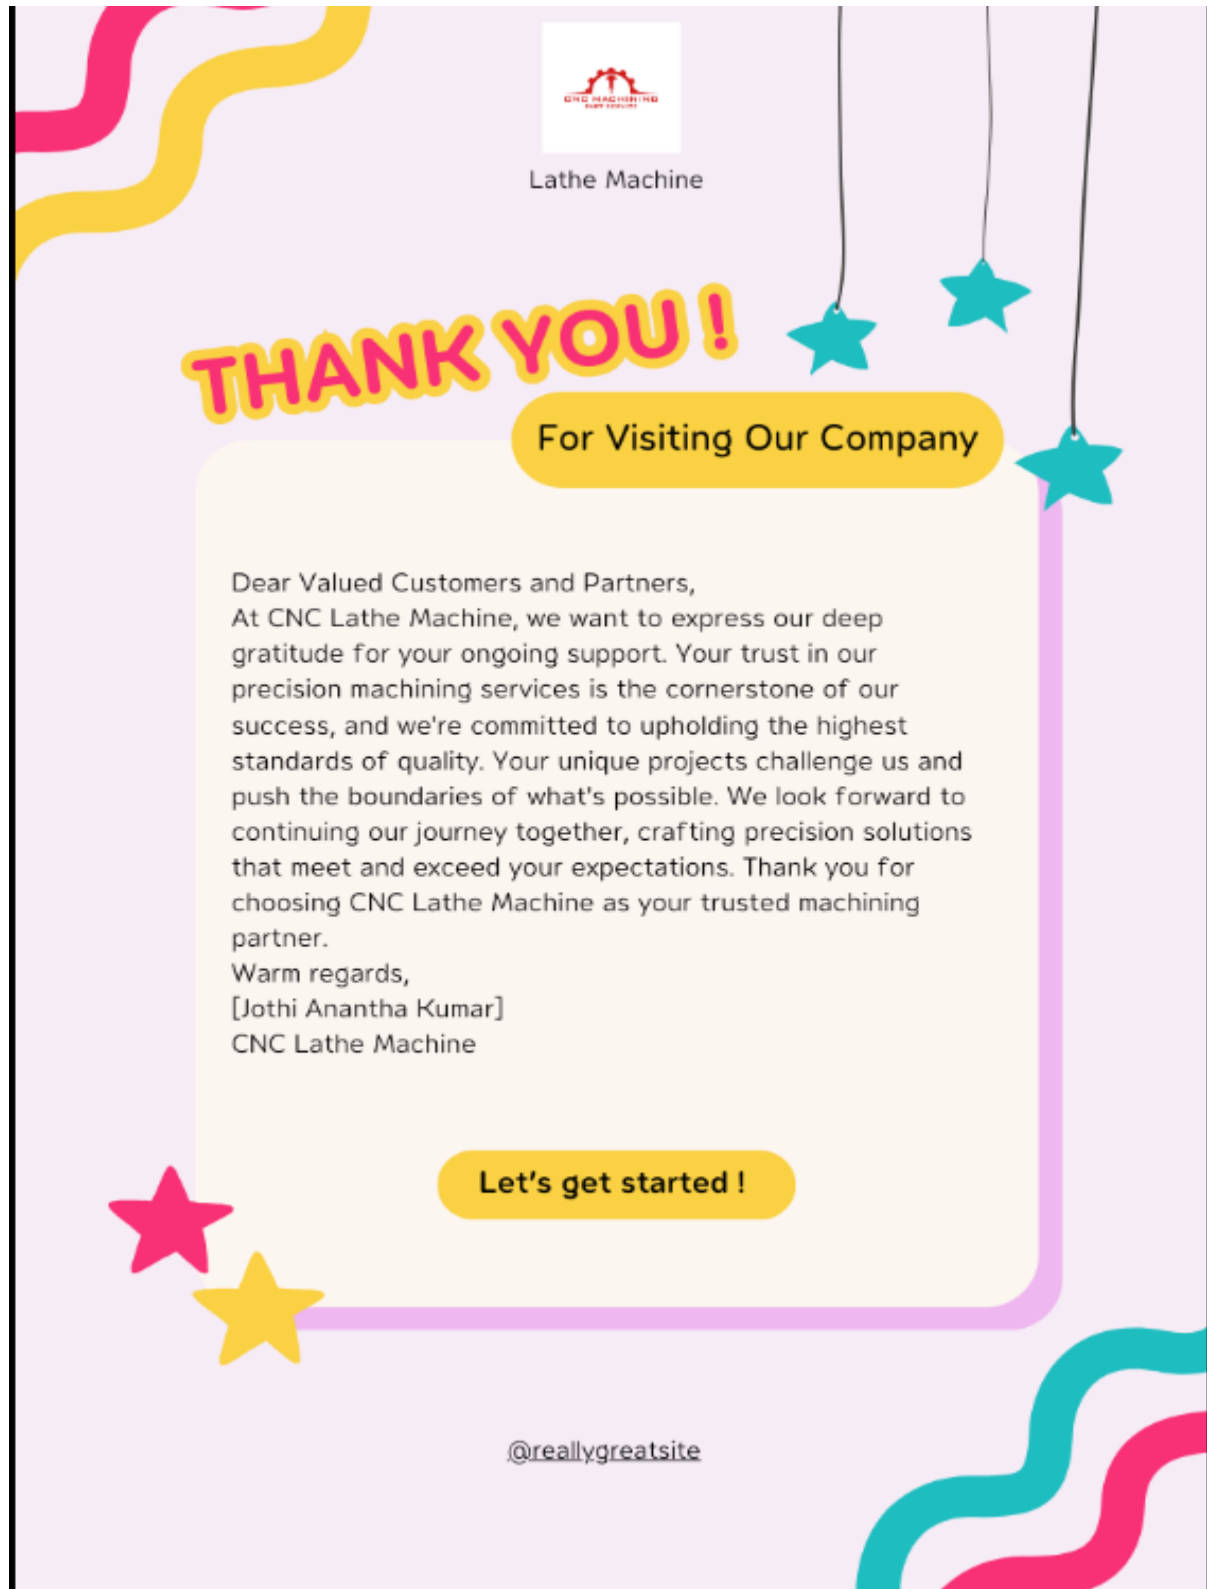 CNC MACHINING
PART SERVICE
Lathe Machine
THANK YOU !
For Visiting Our Company
Dear Valued Customers and Partners,
At CNC Lathe Machine, we want to express our deep
gratitude for your ongoing support. Your trust in our
precision machining services is the cornerstone of our
success, and we're committed to upholding the highest
standards of quality. Your unique projects challenge us and
push the boundaries of what's possible. We look forward to
continuing our journey together, crafting precision solutions
that meet and exceed your expectations. Thank you for
choosing CNC Lathe Machine as your trusted machining
partner.
Warm regards,
[Jothi Anantha Kumar]
CNC Lathe Machine
Let's get started !
@reallygreatsite